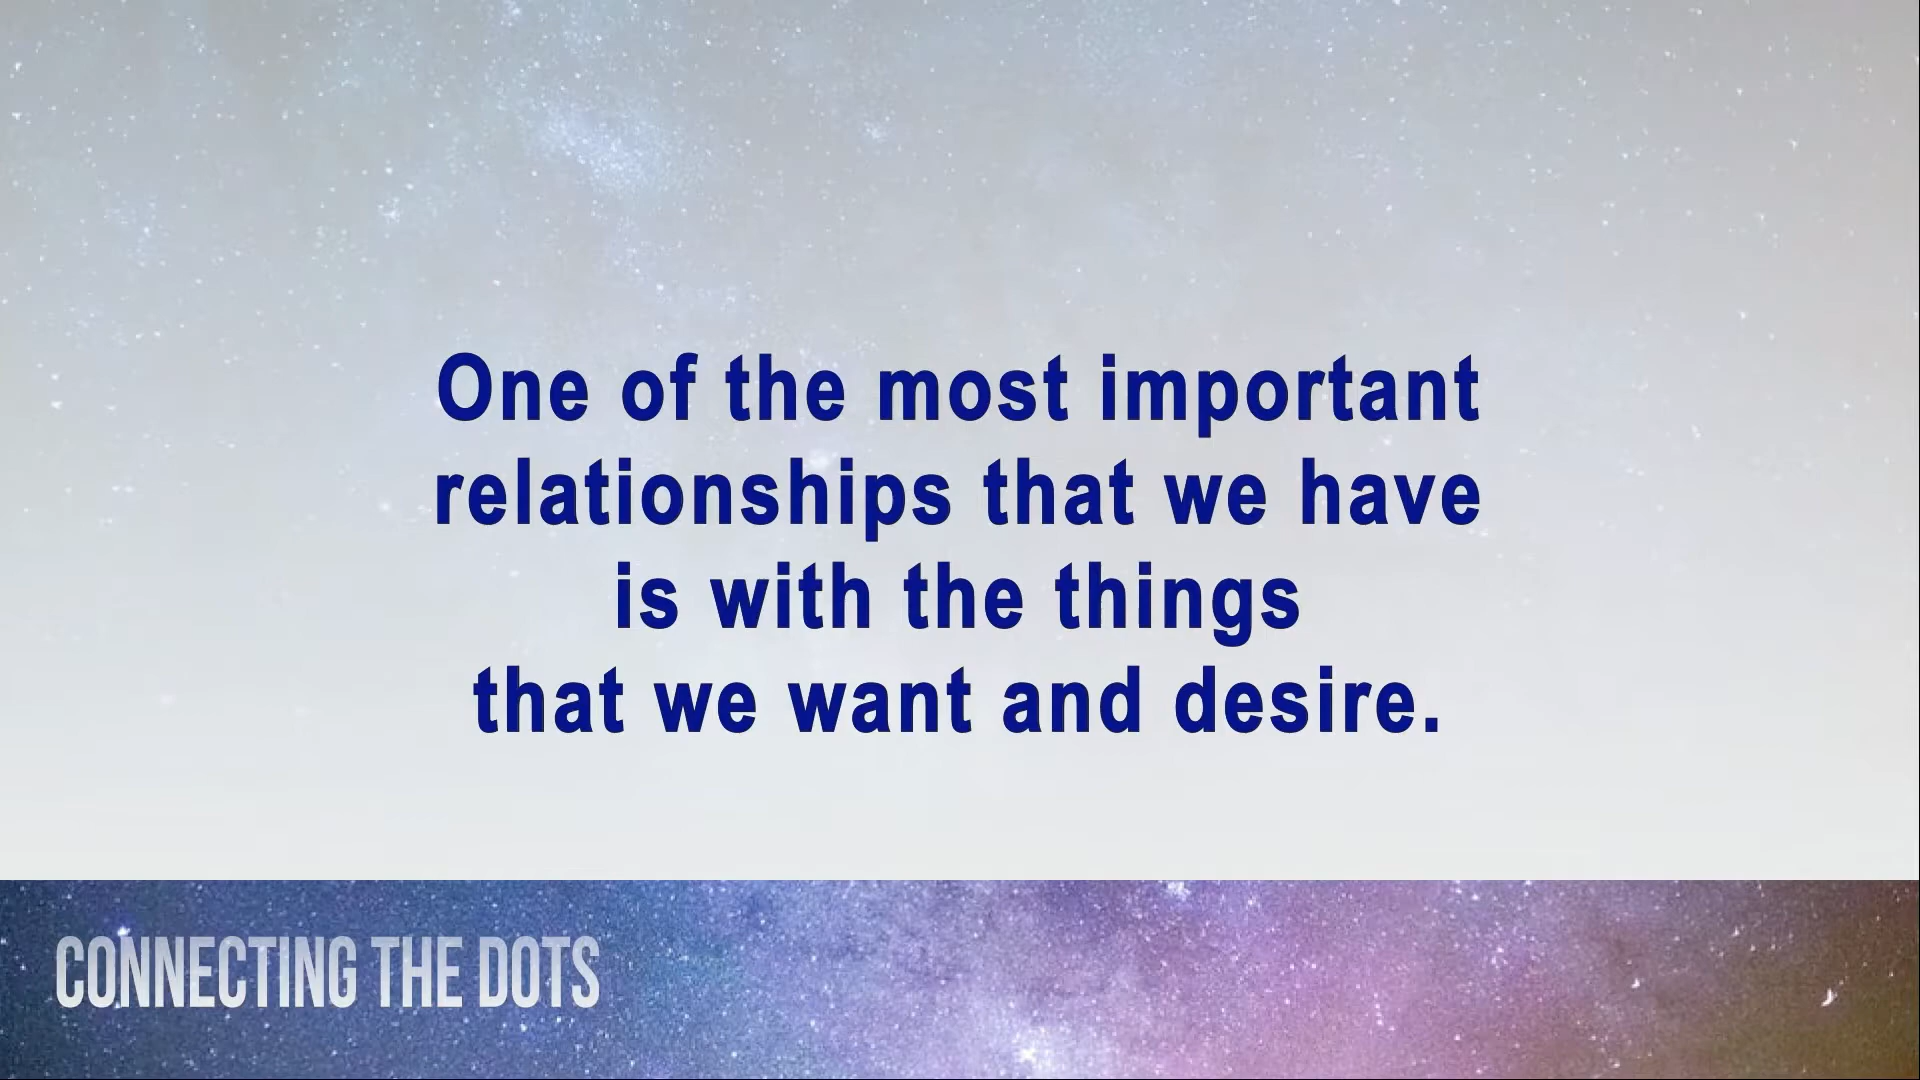 One of the most important
relationships that we have
is with the things
that we want and desire.
CONNECTING THE DOTS